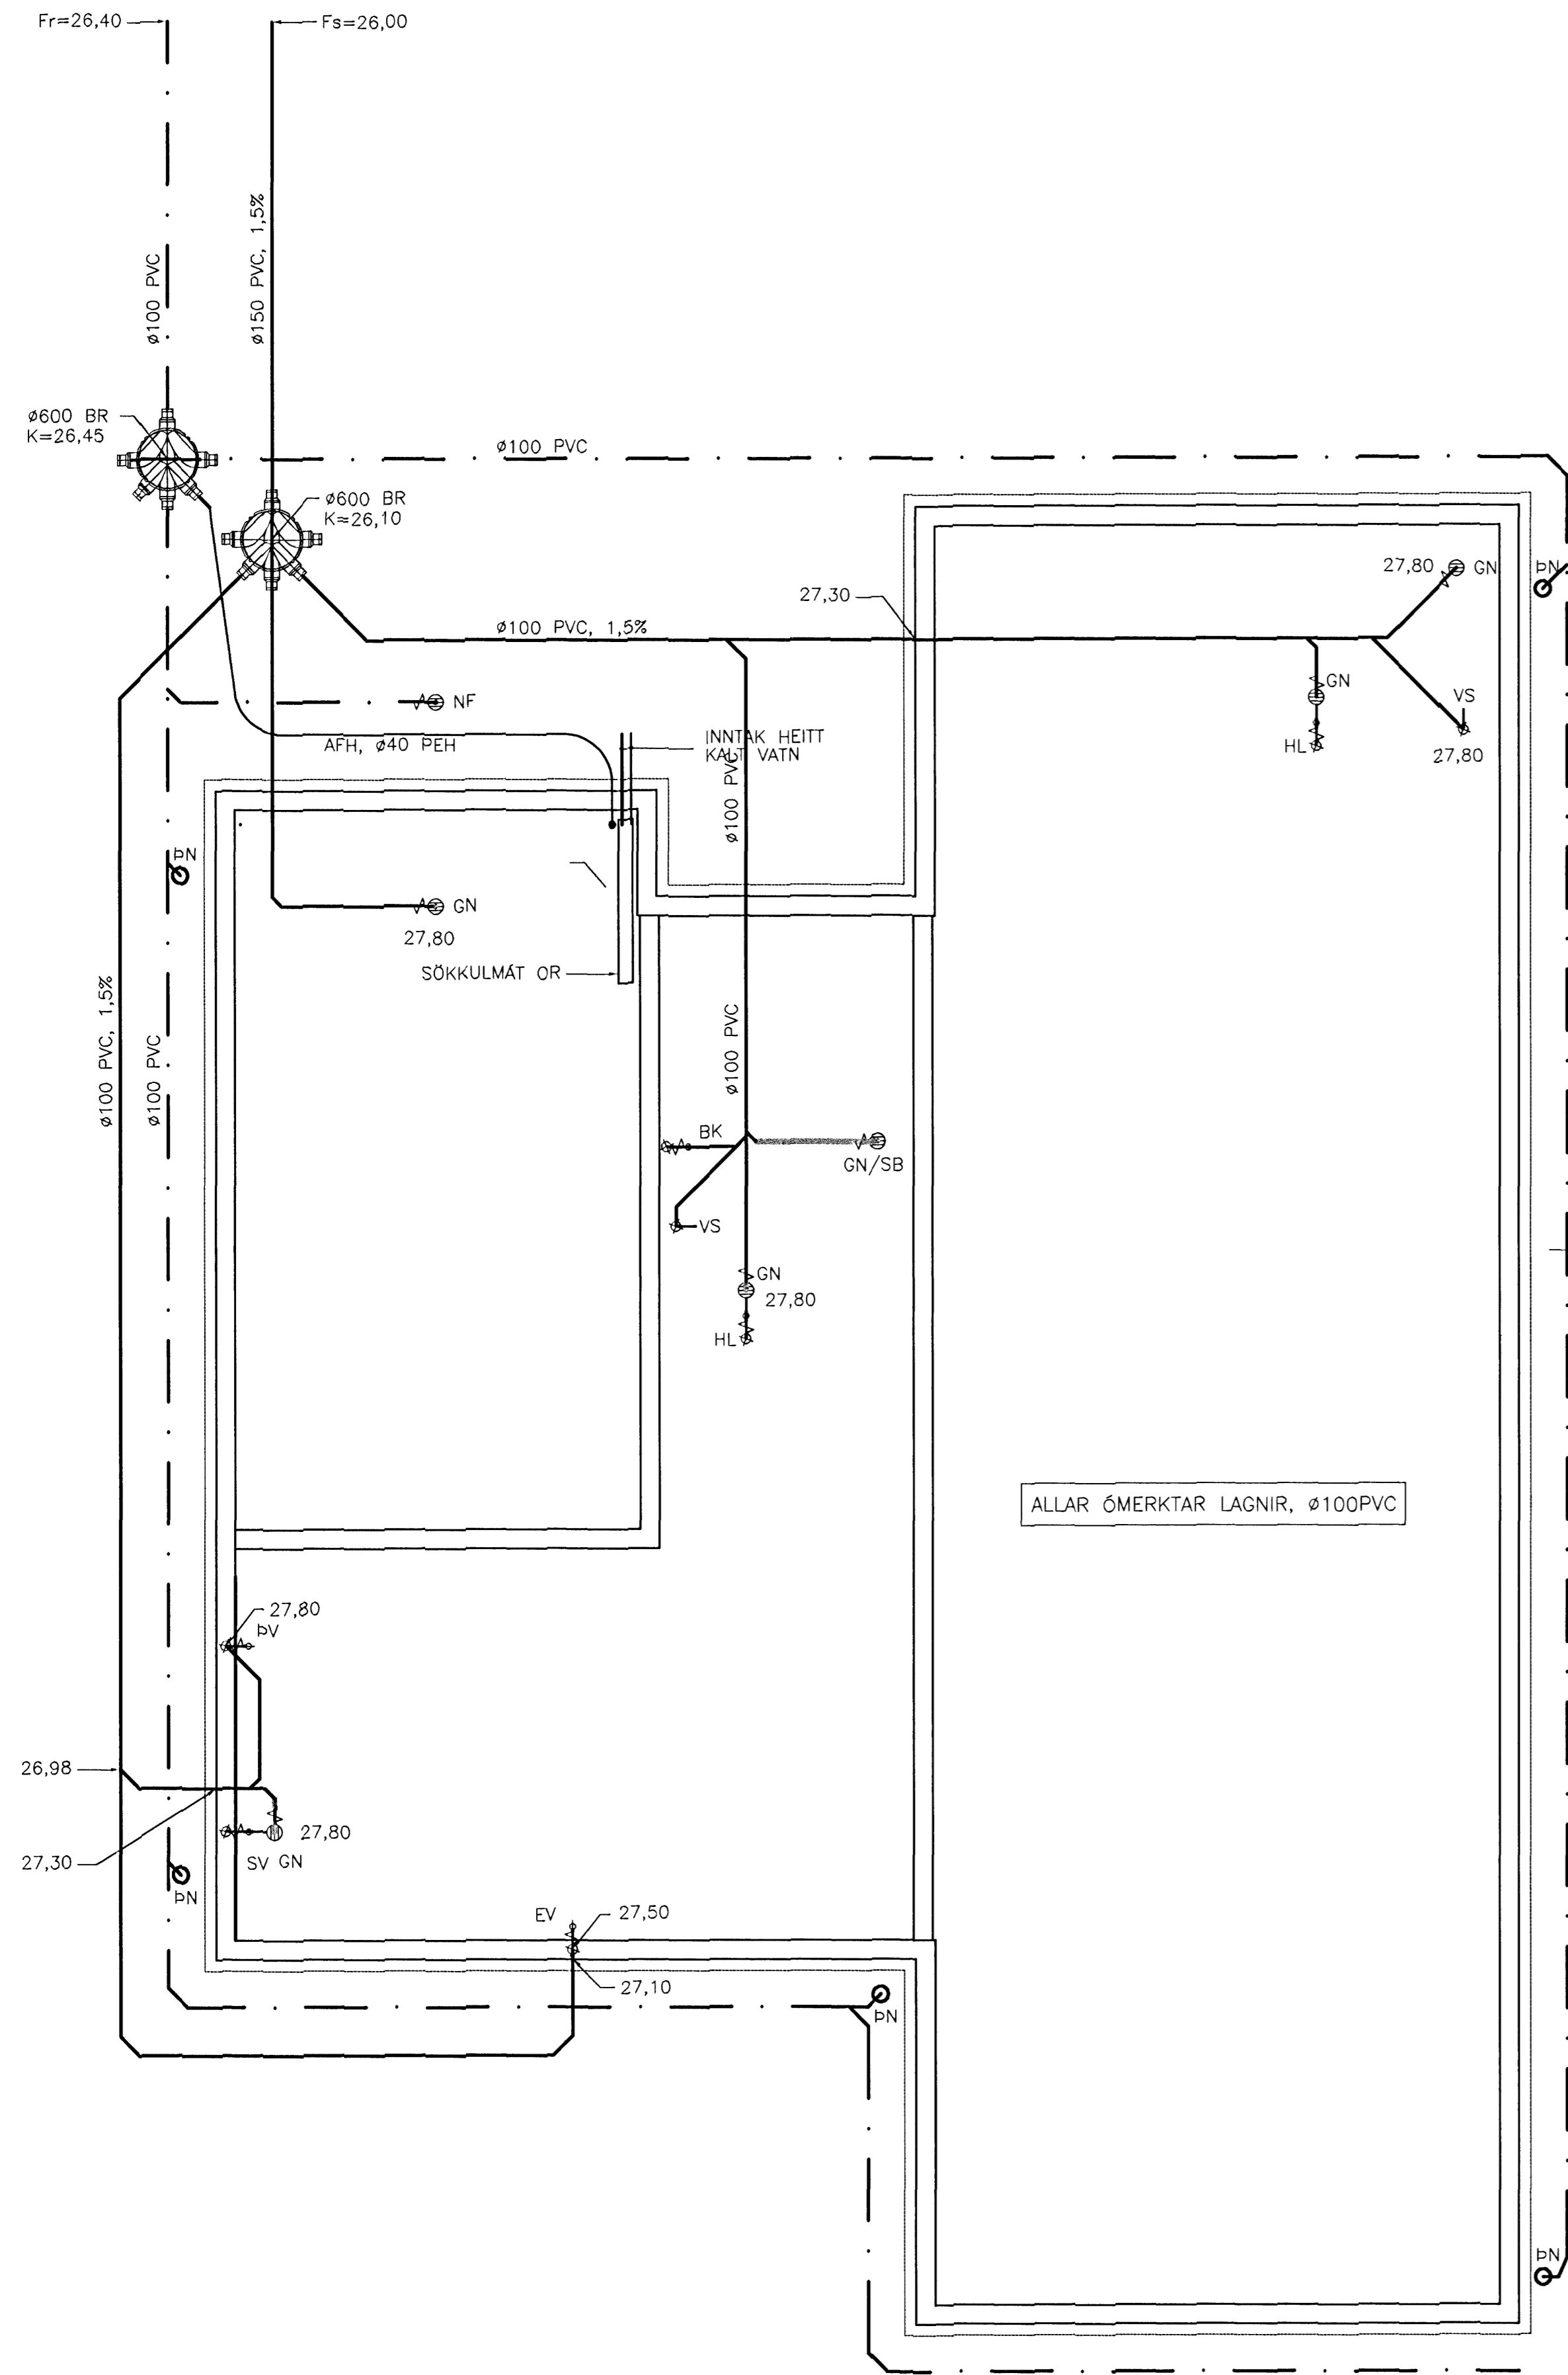 Fr=26,40
Fs=26,00
ø100 PVC
ø150 PVC, 1,5%
ø600 BR
K=26,45
ø100 PVC
ø600 BR
K=26,10
27,30
27,80
GN
ÞN
ø100 PVC, 1,5%
NF
GN
VS
HL
27,80
AFH, ø40 PEH
INNTAK HEITT
KALT VATN
ø100 PVC
ÞN
GN
27,80
SÖKKULMÁT OR
ø100 PVC, 1,5%
ø100 PVC
ø100 PVC
BK
GN/SB
VS
GN
27,80
HL
ALLAR ÓMERKTAR LAGNIR, Ø100PVC
27,80
ÞV
26,98
27,80
27,30
SV GN
ÞN
EV
27,50
27,10
ÞN
ÞN